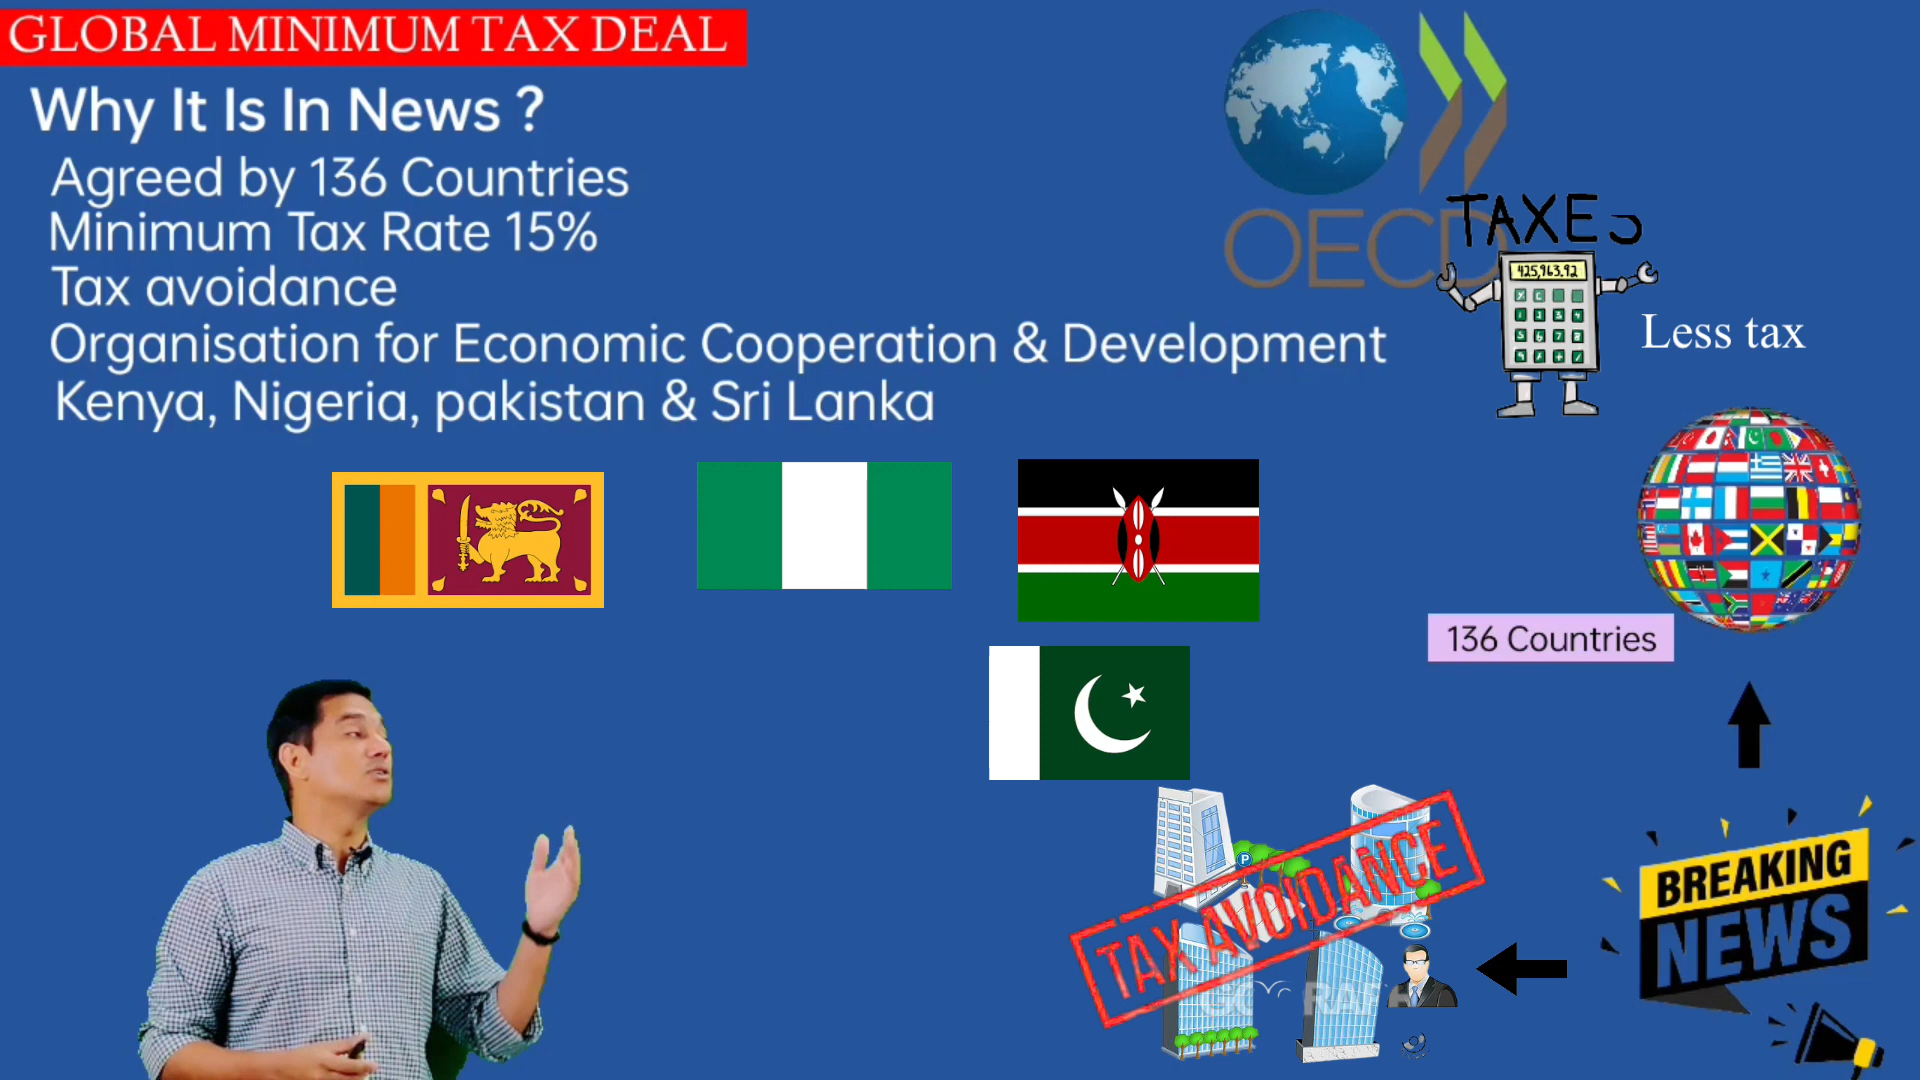 GLOBAL MINIMUM TAX DEAL
Why It Is In News ?
Agreed by 136 Countries
Minimum Tax Rate 15%
Tax avoidance
Organisation for Economic Cooperation & Development
Kenya, Nigeria, pakistan & Sri Lanka
OECD
TAXES
425,963.92
Less tax
136 Countries
P
TAX AVOIDANCE
BREAKING
NEWS